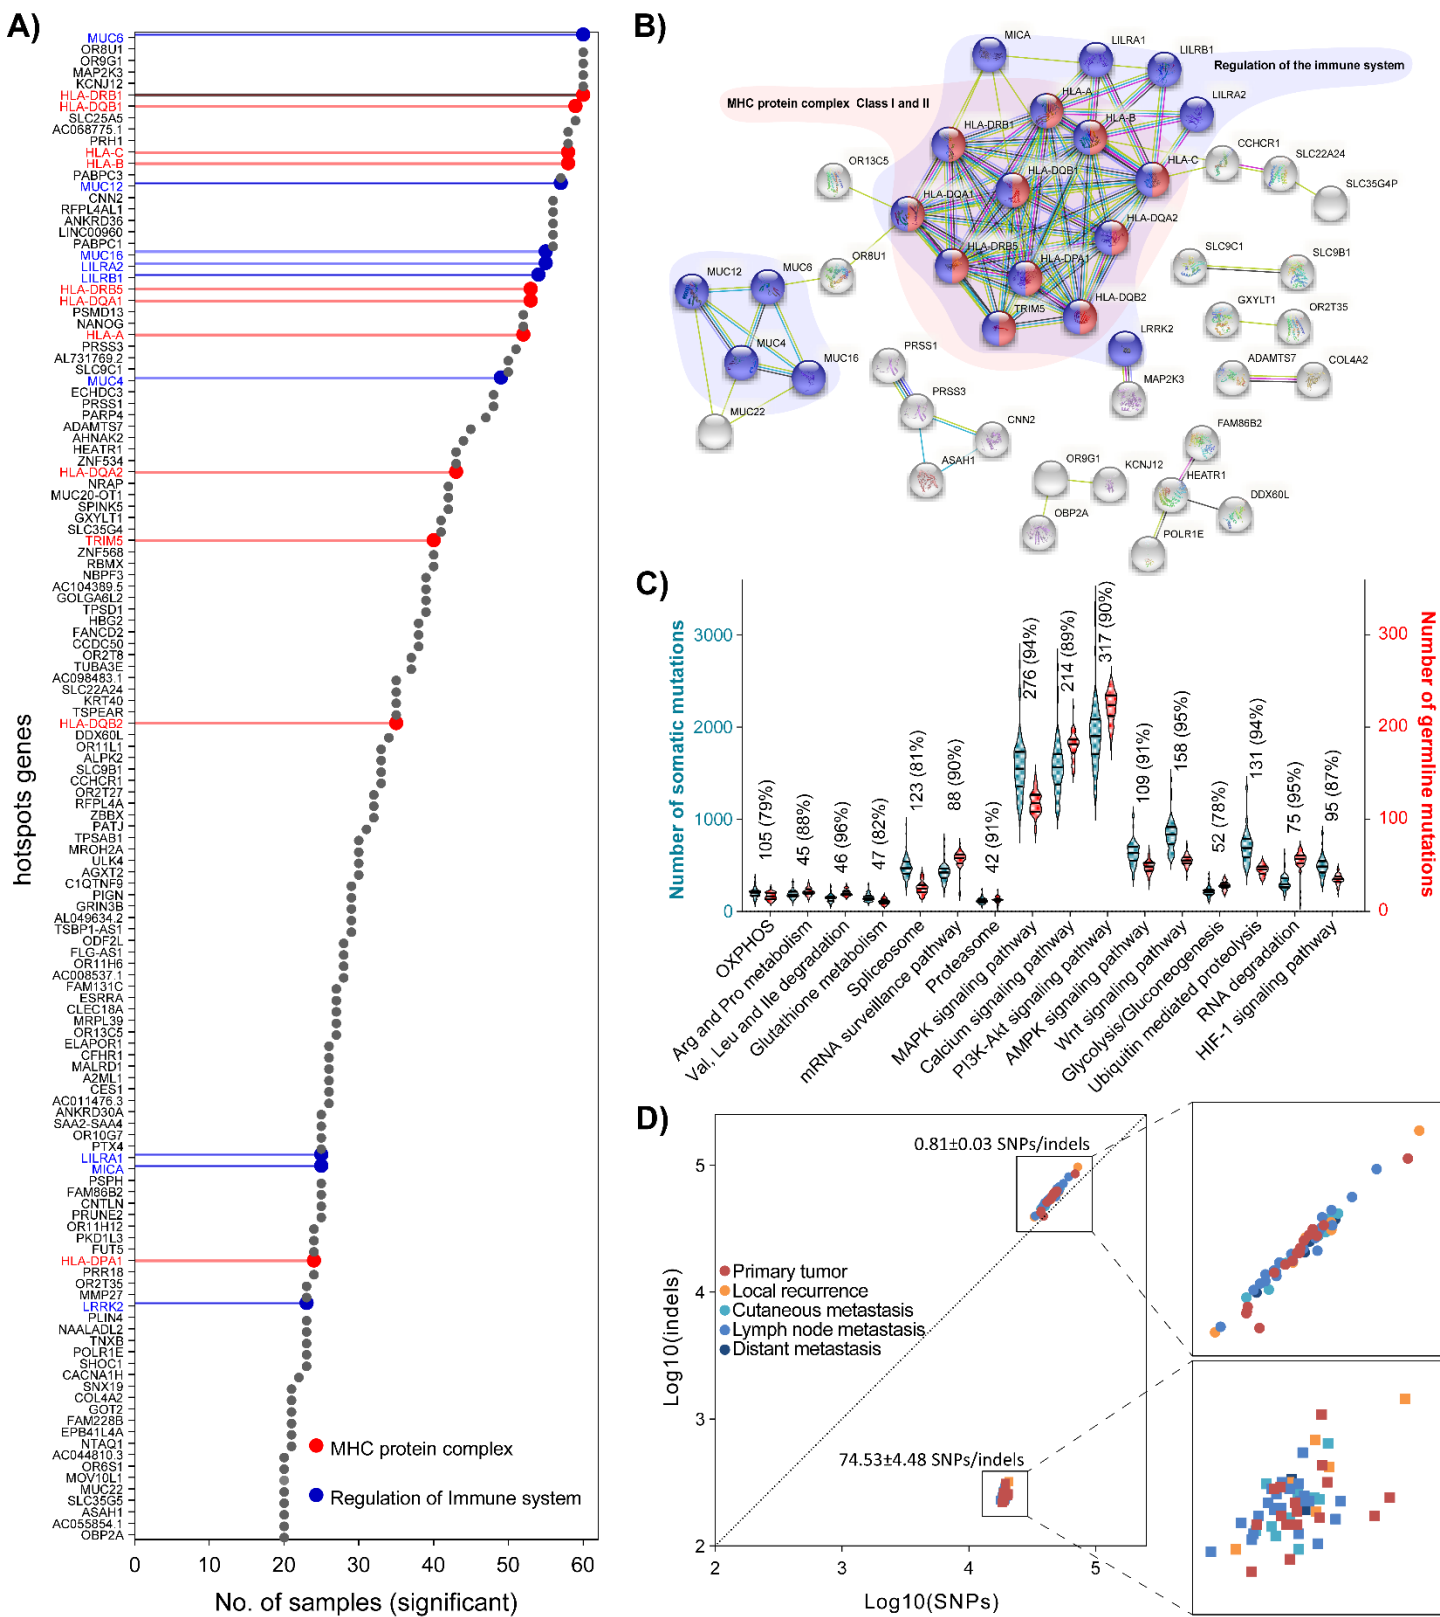 A)
hotspots genes
MUC6
OR8U1
OR9G1
MAP2K3
KCNJ12
HLA-DRB1
HLA-DQB1
SLC25A5
AC068775.1
PRH1
HLA-C
HLA-B
PABPC3
MUC12
CNN2
RFPL4AL1
ANKRD36
LINC00960
PABPC1
MUC16
LILRA2
LILRB1
HLA-DRB5
HLA-DQA1
PSMD13
NANOG
HLA-A
PRSS3
AL731769.2
SLC9C1
MUC4
ECHDC3
PRSS1
PARP4
ADAMTS7
AHNAK2
HEATR1
ZNF534
HLA-DQA2
NRAP
MUC20-OT1
SPINK5
GXYLT1
SLC35G4
TRIM5
ZNF568
RBMX
NBPF3
AC104389.5
GOLGA6L2
TPSD1
HBG2
FANCD2
CCDC50
OR2T8
TUBA3E
AC098483.1
SLC22A24
KRT40
TSPEAR
HLA-DQB2
DDX60L
OR11L1
ALPK2
SLC9B1
CCHCR1
OR2T27
RFPL4A
ZBBX
PATJ
TPSAB1
MROH2A
ULK4
AGXT2
C1QTNF9
PIGN
GRIN3B
AL049634.2
TSBP1-AS1
ODF2L
FLG-AS1
OR11H6
AC008537.1
FAM131C
ESRRA
CLEC18A
MRPL39
OR13C5
ELAPOR1
CFHR1
MALRD1
A2ML1
CES1
AC011476.3
ANKRD30A
SAA2-SAA4
OR10G7
PTX4
LILRA1
MICA
PSPH
FAM86B2
CNTLN
PRUNE2
OR11H12
PKD1L3
FUT5
HLA-DPA1
PRR18
OR2T35
MMP27
LRRK2
PLIN4
NAALADL2
TNXB
POLR1E
SHOC1
CACNA1H
SNX19
COL4A2
GOT2
FAM228B
EPB41L4A
NTAQ1
AC044810.3
OR6S1
MOV10L1
MUC22
SLC35G5
ASAH1
AC055854.1
OBP2A
MHC protein complex
Regulation of Immune system
0 10 20 30 40 50 60
No. of samples (significant)
B)
MICA
LILRA1
LILRB1
Regulation of the immune system
LILRA2
MHC protein complex Class I and II
HLA-A
HLA-B
HLA-DRB1
HLA-C
CCHCR1
SLC22A24
SLC35G4P
OR13C5
HLA-DQB1
HLA-DQA1
HLA-DQA2
OR8U1
HLA-DRB5
HLA-DPA1
SLC9C1
SLC9B1
MUC12
MUC6
HLA-DQB2
TRIM5
GXYLT1
OR2T35
MUC4
MUC16
LRRK2
PRSS1
ADAMTS7
COL4A2
PRSS3
MAP2K3
MUC22
CNN2
ASAH1
FAM86B2
OR9G1
KCNJ12
HEATR1
DDX60L
OBP2A
POLR1E
C)
Number of somatic mutations
3000
2000
1000
0
Number of germline mutations
300
200
100
0
105 (79%)
45 (88%)
46 (96%)
47 (82%)
123 (81%)
88 (90%)
42 (91%)
276 (94%)
214 (89%)
317 (90%)
109 (91%)
158 (95%)
52 (78%)
131 (94%)
75 (95%)
95 (87%)
OXPHOS
Arg and Pro metabolism
Val, Leu and Ile degradation
Glutathione metabolism
Spliceosome
mRNA surveillance pathway
Proteasome
MAPK signaling pathway
Calcium signaling pathway
PI3K-Akt signaling pathway
AMPK signaling pathway
Wnt signaling pathway
Glycolysis/Gluconeogenesis
Ubiquitin mediated proteolysis
RNA degradation
HIF-1 signaling pathway
D)
0.81±0.03 SNPs/indels
Primary tumor
Local recurrence
Cutaneous metastasis
Lymph node metastasis
Distant metastasis
74.53±4.48 SNPs/indels
Log10(indels)
5
4
3
2
2 3 4 5
Log10(SNPs)